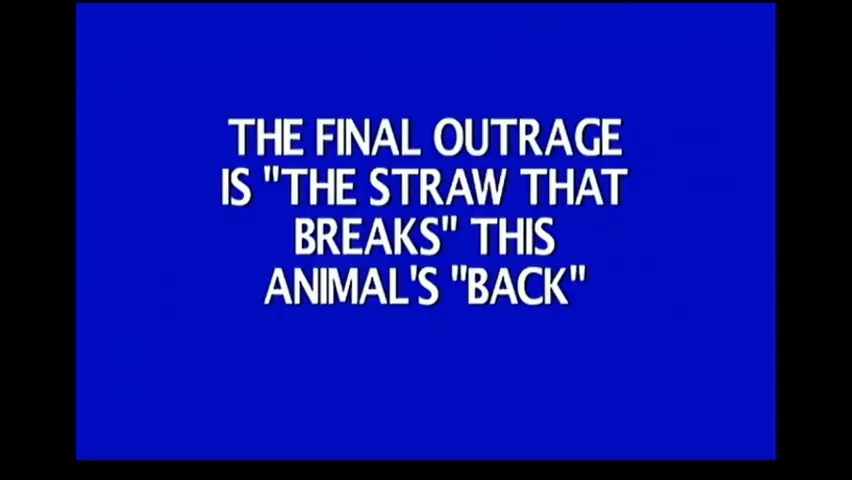 THE FINAL OUTRAGE
IS "THE STRAW THAT
BREAKS" THIS
ANIMAL'S "BACK"